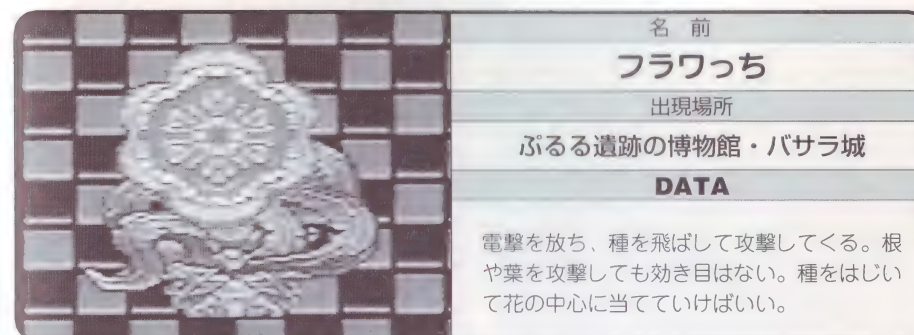 名 前
フラワっち
出現場所
ぷるる遺跡の博物館・バサラ城
DATA
電撃を放ち、種を飛ばして攻撃してくる。根
や葉を攻撃しても効き目はない。種をはじい
て花の中心に当てていけばいい。